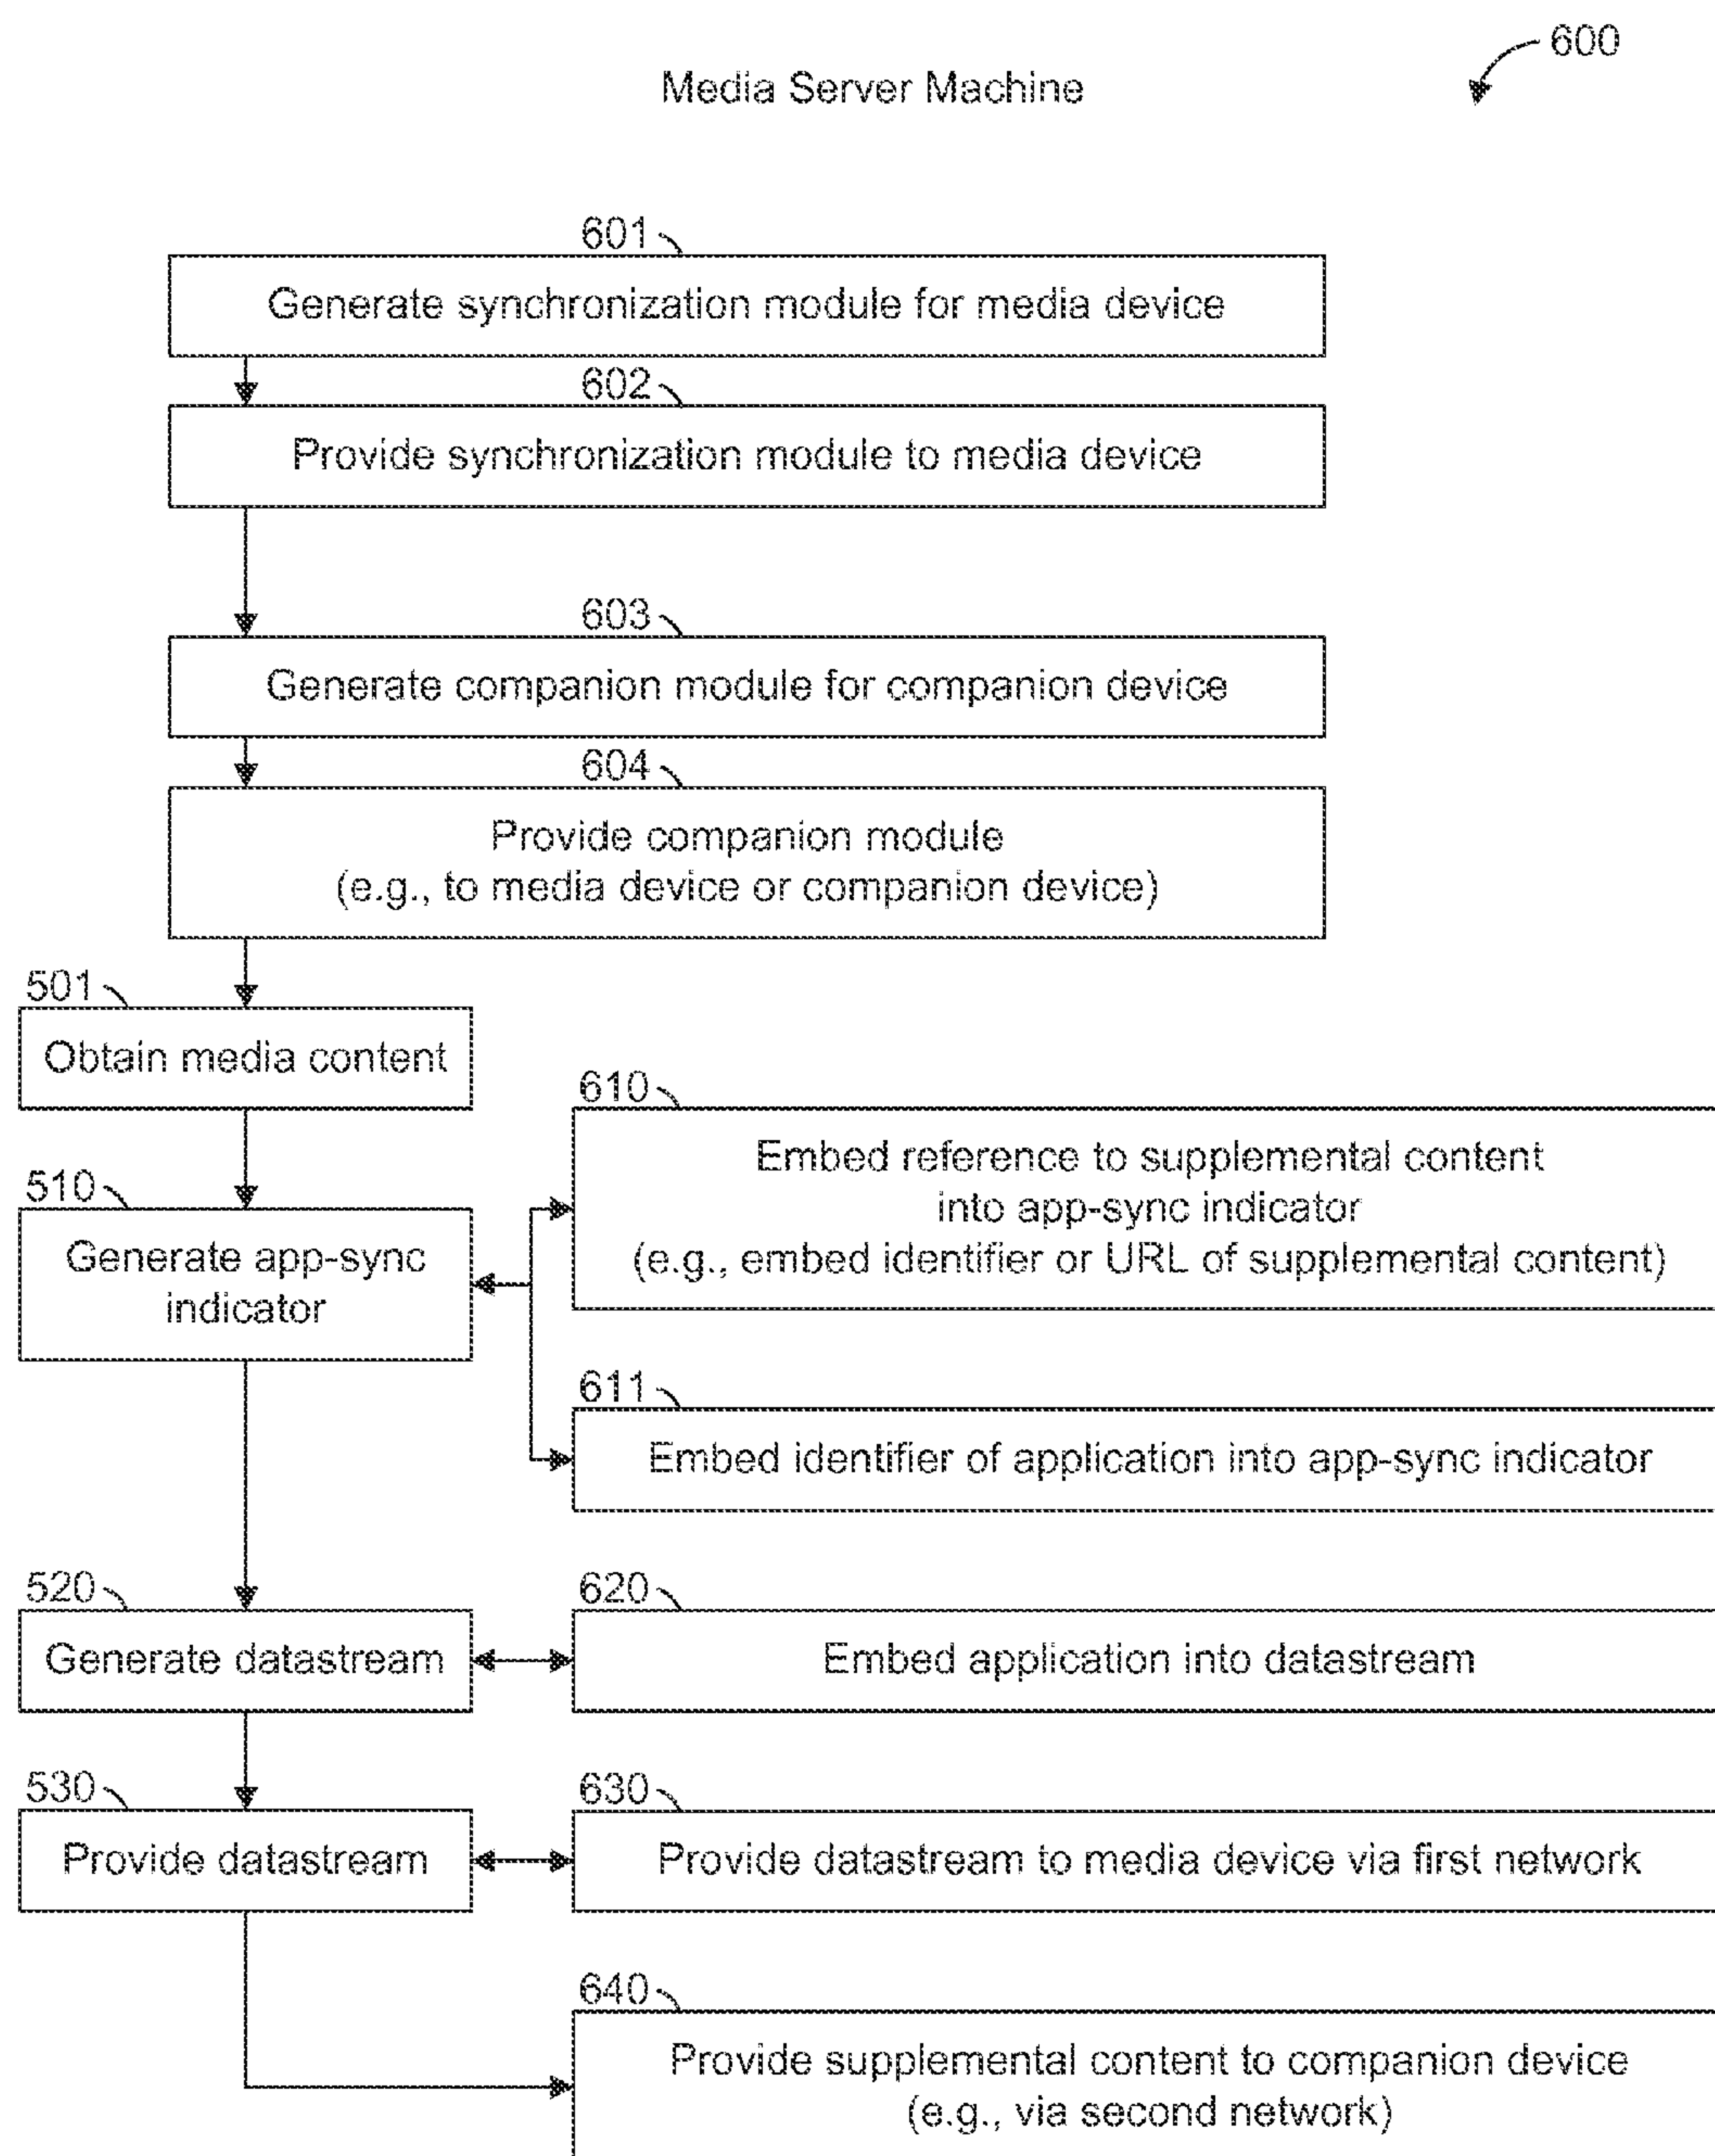 600
Media Server Machine
601
Generate synchronization module for media device
602
Provide synchronization module to media device
603
Generate companion module for companion device
604
Provide companion module
(e.g., to media device or companion device)
501
Obtain media content
610
Embed reference to supplemental content
into app-sync indicator
(e.g., embed identifier or URL of supplemental content)
510
Generate app-sync
indicator
611
Embed identifier of application into app-sync indicator
520
Generate datastream
620
Embed application into datastream
530
Provide datastream
630
Provide datastream to media device via first network
640
Provide supplemental content to companion device
(e.g., via second network)